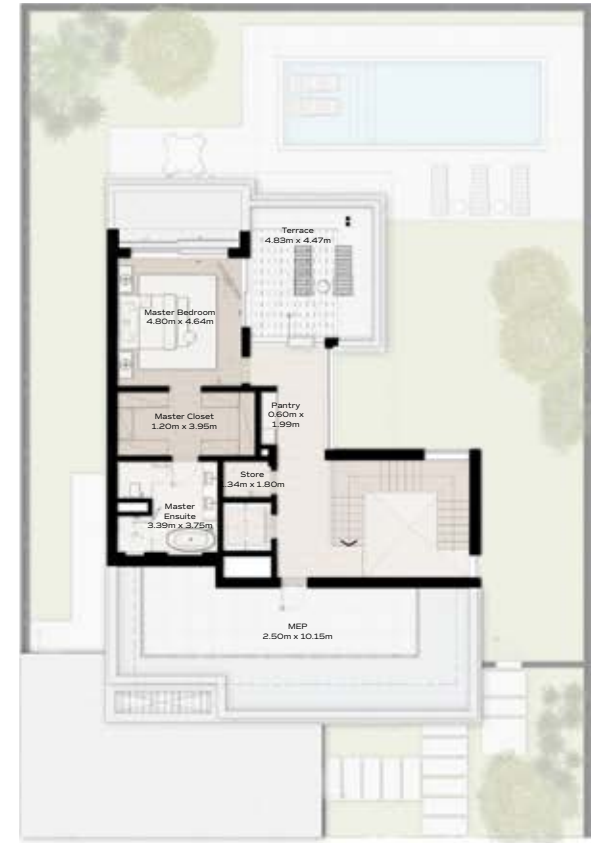 Terrace
4.83m x 4.47m
Master Bedroom
4.80m x 4.64m
Master Closet
1.20m x 3.95m
Pantry
0.60m x
1.99m
Store
.34m x 1.80m
Master
Ensuite
3.39m x 3.75m
MEP
2.50m x 10.15m